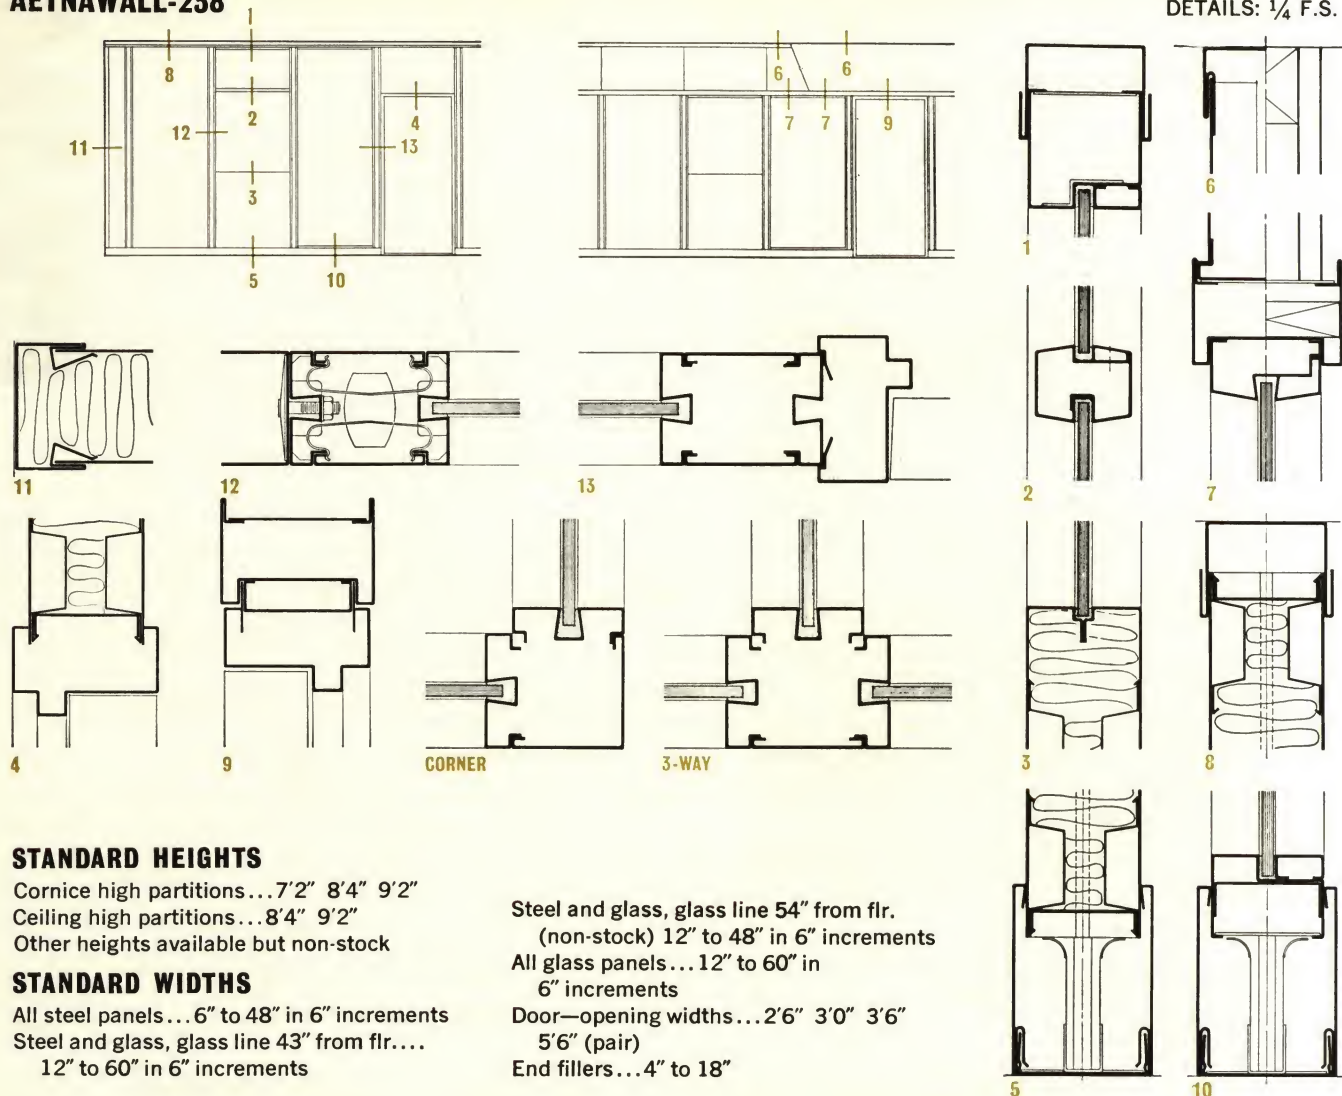 AETNAWALL-238
DETAILS: ¼ F.S.
1
8
2
12
11
13
4
3
5
10
6
6
7
7
9
1
6
11
12
13
2
7
4
9
CORNER
3-WAY
3
8
5
10
STANDARD HEIGHTS
Cornice high partitions...7'2" 8'4" 9'2"
Ceiling high partitions...8'4" 9'2"
Other heights available but non-stock
STANDARD WIDTHS
All steel panels...6" to 48" in 6" increments
Steel and glass, glass line 43" from flr....
12" to 60" in 6" increments
Steel and glass, glass line 54" from flr.
(non-stock) 12" to 48" in 6" increments
All glass panels...12" to 60" in
6" increments
Door—opening widths...2'6" 3'0" 3'6"
5'6" (pair)
End fillers...4" to 18"